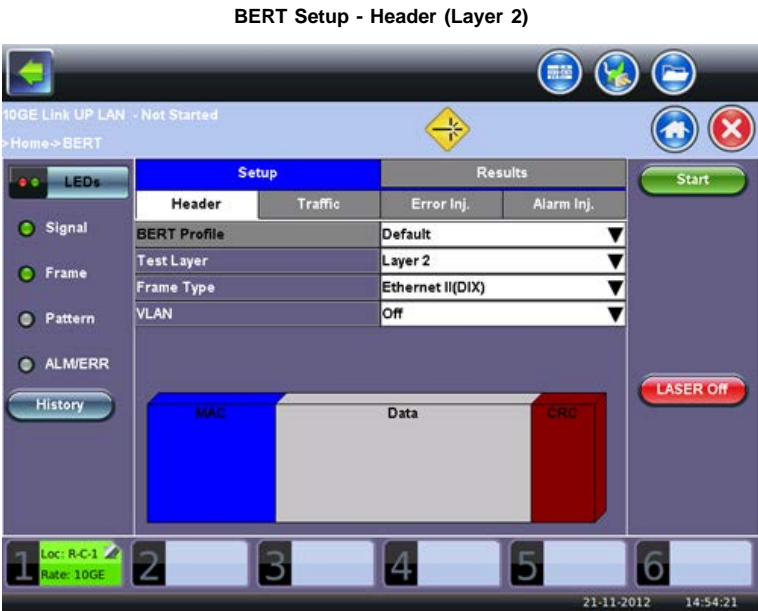 BERT Setup - Header (Layer 2)
10GE Link UP LAN - Not Started
>Home->BERT
LEDs
Setup
Results
Start
Header
Traffic
Error Inj.
Alarm Inj.
Signal
BERT Profile
Default
Test Layer
Layer 2
Frame
Frame Type
Ethernet II(DIX)
Pattern
VLAN
Off
ALM/ERR
LASER Off
History
MAC
Data
CRC
1
Loc: R-C-1
Rate: 10GE
2
3
4
5
6
21-11-2012 14:54:21